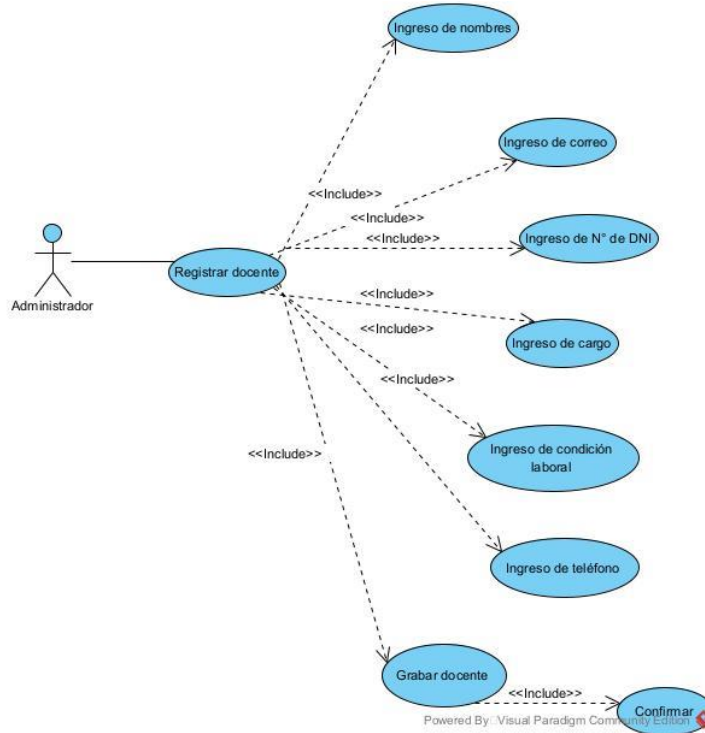 Ingreso de nombres
Ingreso de correo
<<Include>>
<<Include>>
Ingreso de N° de DNI
<<Include>>
Registrar docente
Administrador
<<Include>>
<<Include>>
Ingreso de cargo
<<Include>>
Ingreso de condición
laboral
<<Include>>
Ingreso de teléfono
Grabar docente
<<Include>>
Confirmar
Powered By Visual Paradigm Community Edition